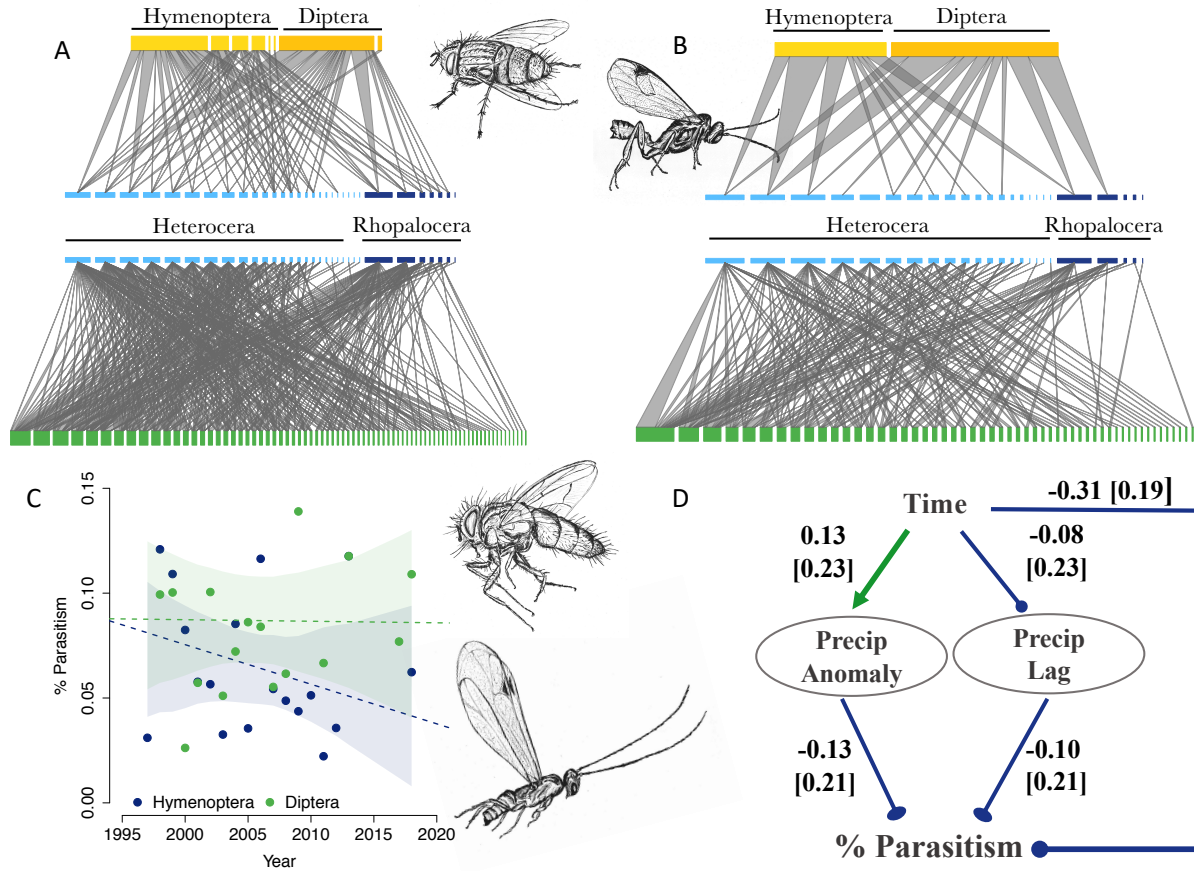 Hymenoptera Diptera
A
Heterocera
Rhopalocera
Hymenoptera
Diptera
B
Heterocera
Rhopalocera
C
0.15
0.10
0.05
0.00
% Parasitism
Hymenoptera Diptera
1995 2000 2005 2010 2015 2020
Year
D
Time
-0.31 [0.19]
0.13
[0.23]
-0.08
[0.23]
Precip
Anomaly
Precip
Lag
-0.13
[0.21]
-0.10
[0.21]
% Parasitism